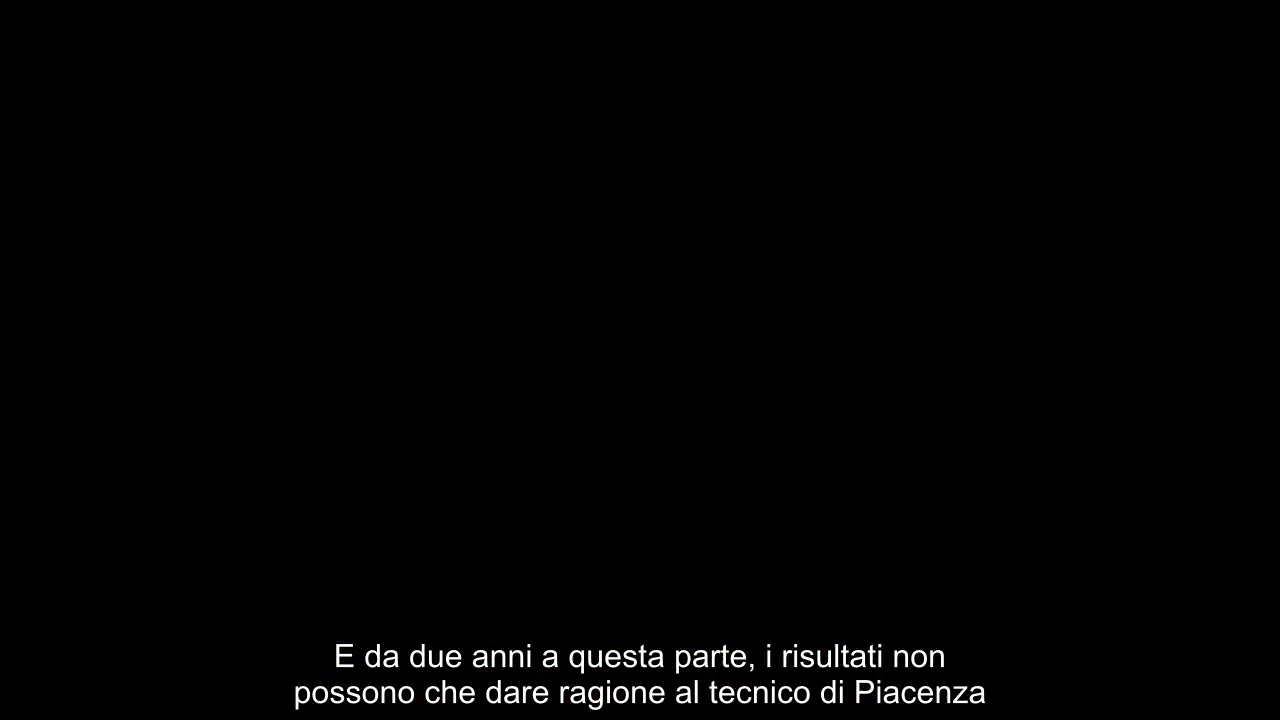 E da due anni a questa parte, i risultati non
possono che dare ragione al tecnico di Piacenza